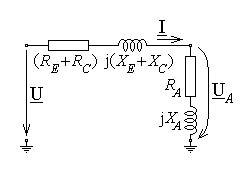 I
(R_E+R_C) j(X_E+X_C)
R_A
U
U_A
jX_A